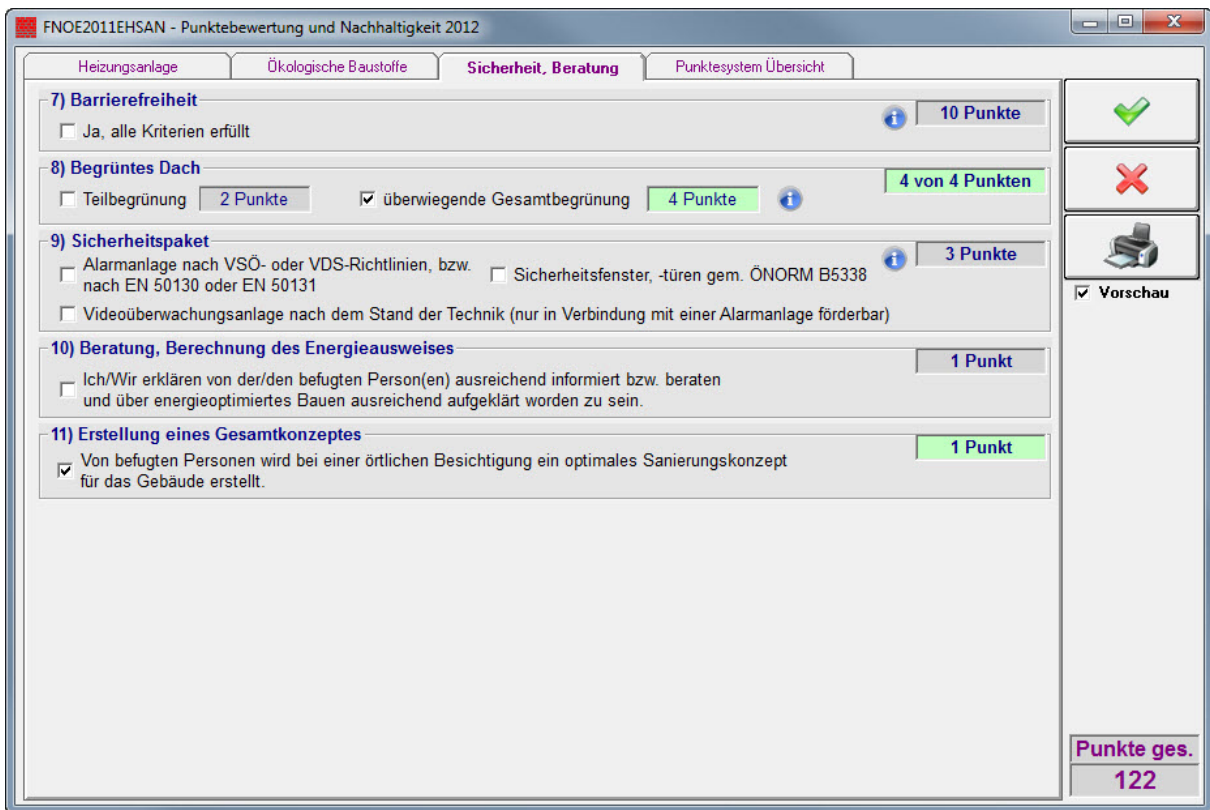 FNOE2011EHSAN - Punktebewertung und Nachhaltigkeit 2012
Heizungsanlage
Ökologische Baustoffe
Sicherheit, Beratung
Punktesystem Übersicht
7) Barrierefreiheit
Ja, alle Kriterien erfüllt
10 Punkte
8) Begrüntes Dach
Teilbegrünung
2 Punkte
überwiegende Gesamtbegrünung
4 Punkte
4 von 4 Punkten
9) Sicherheitspaket
Alarmanlage nach VSÖ- oder VDS-Richtlinien, bzw.
nach EN 50130 oder EN 50131
Sicherheitsfenster, -türen gem. ÖNORM B5338
3 Punkte
Videoüberwachungsanlage nach dem Stand der Technik (nur in Verbindung mit einer Alarmanlage förderbar)
10) Beratung, Berechnung des Energieausweises
1 Punkt
Ich/Wir erklären von der/den befugten Person(en) ausreichend informiert bzw. beraten
und über energieoptimiertes Bauen ausreichend aufgeklärt worden zu sein.
11) Erstellung eines Gesamtkonzeptes
1 Punkt
Von befugten Personen wird bei einer örtlichen Besichtigung ein optimales Sanierungskonzept
für das Gebäude erstellt.
Vorschau
Punkte ges.
122